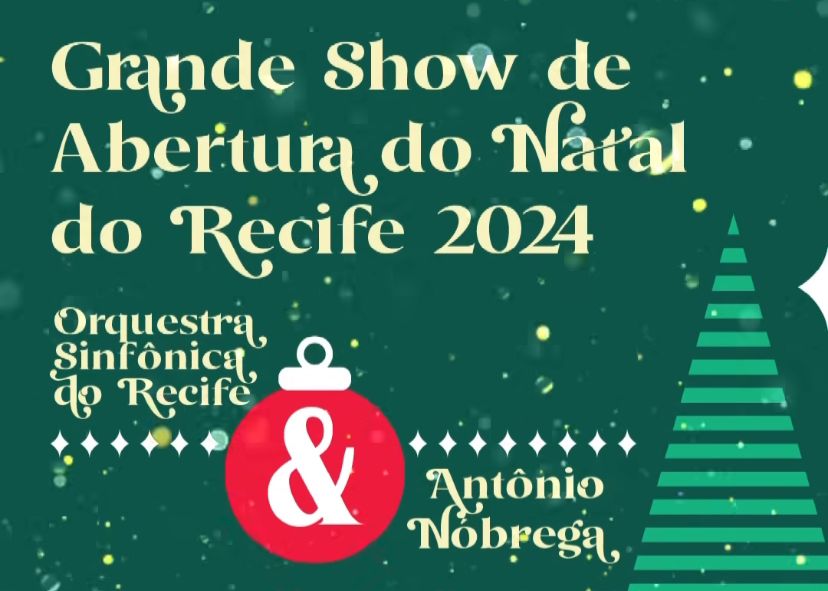 Grande Show de
Abertura do Natal
do Recife 2024
Orquestra
Sinfônica
do Recife
&
Antônio
Nóbrega